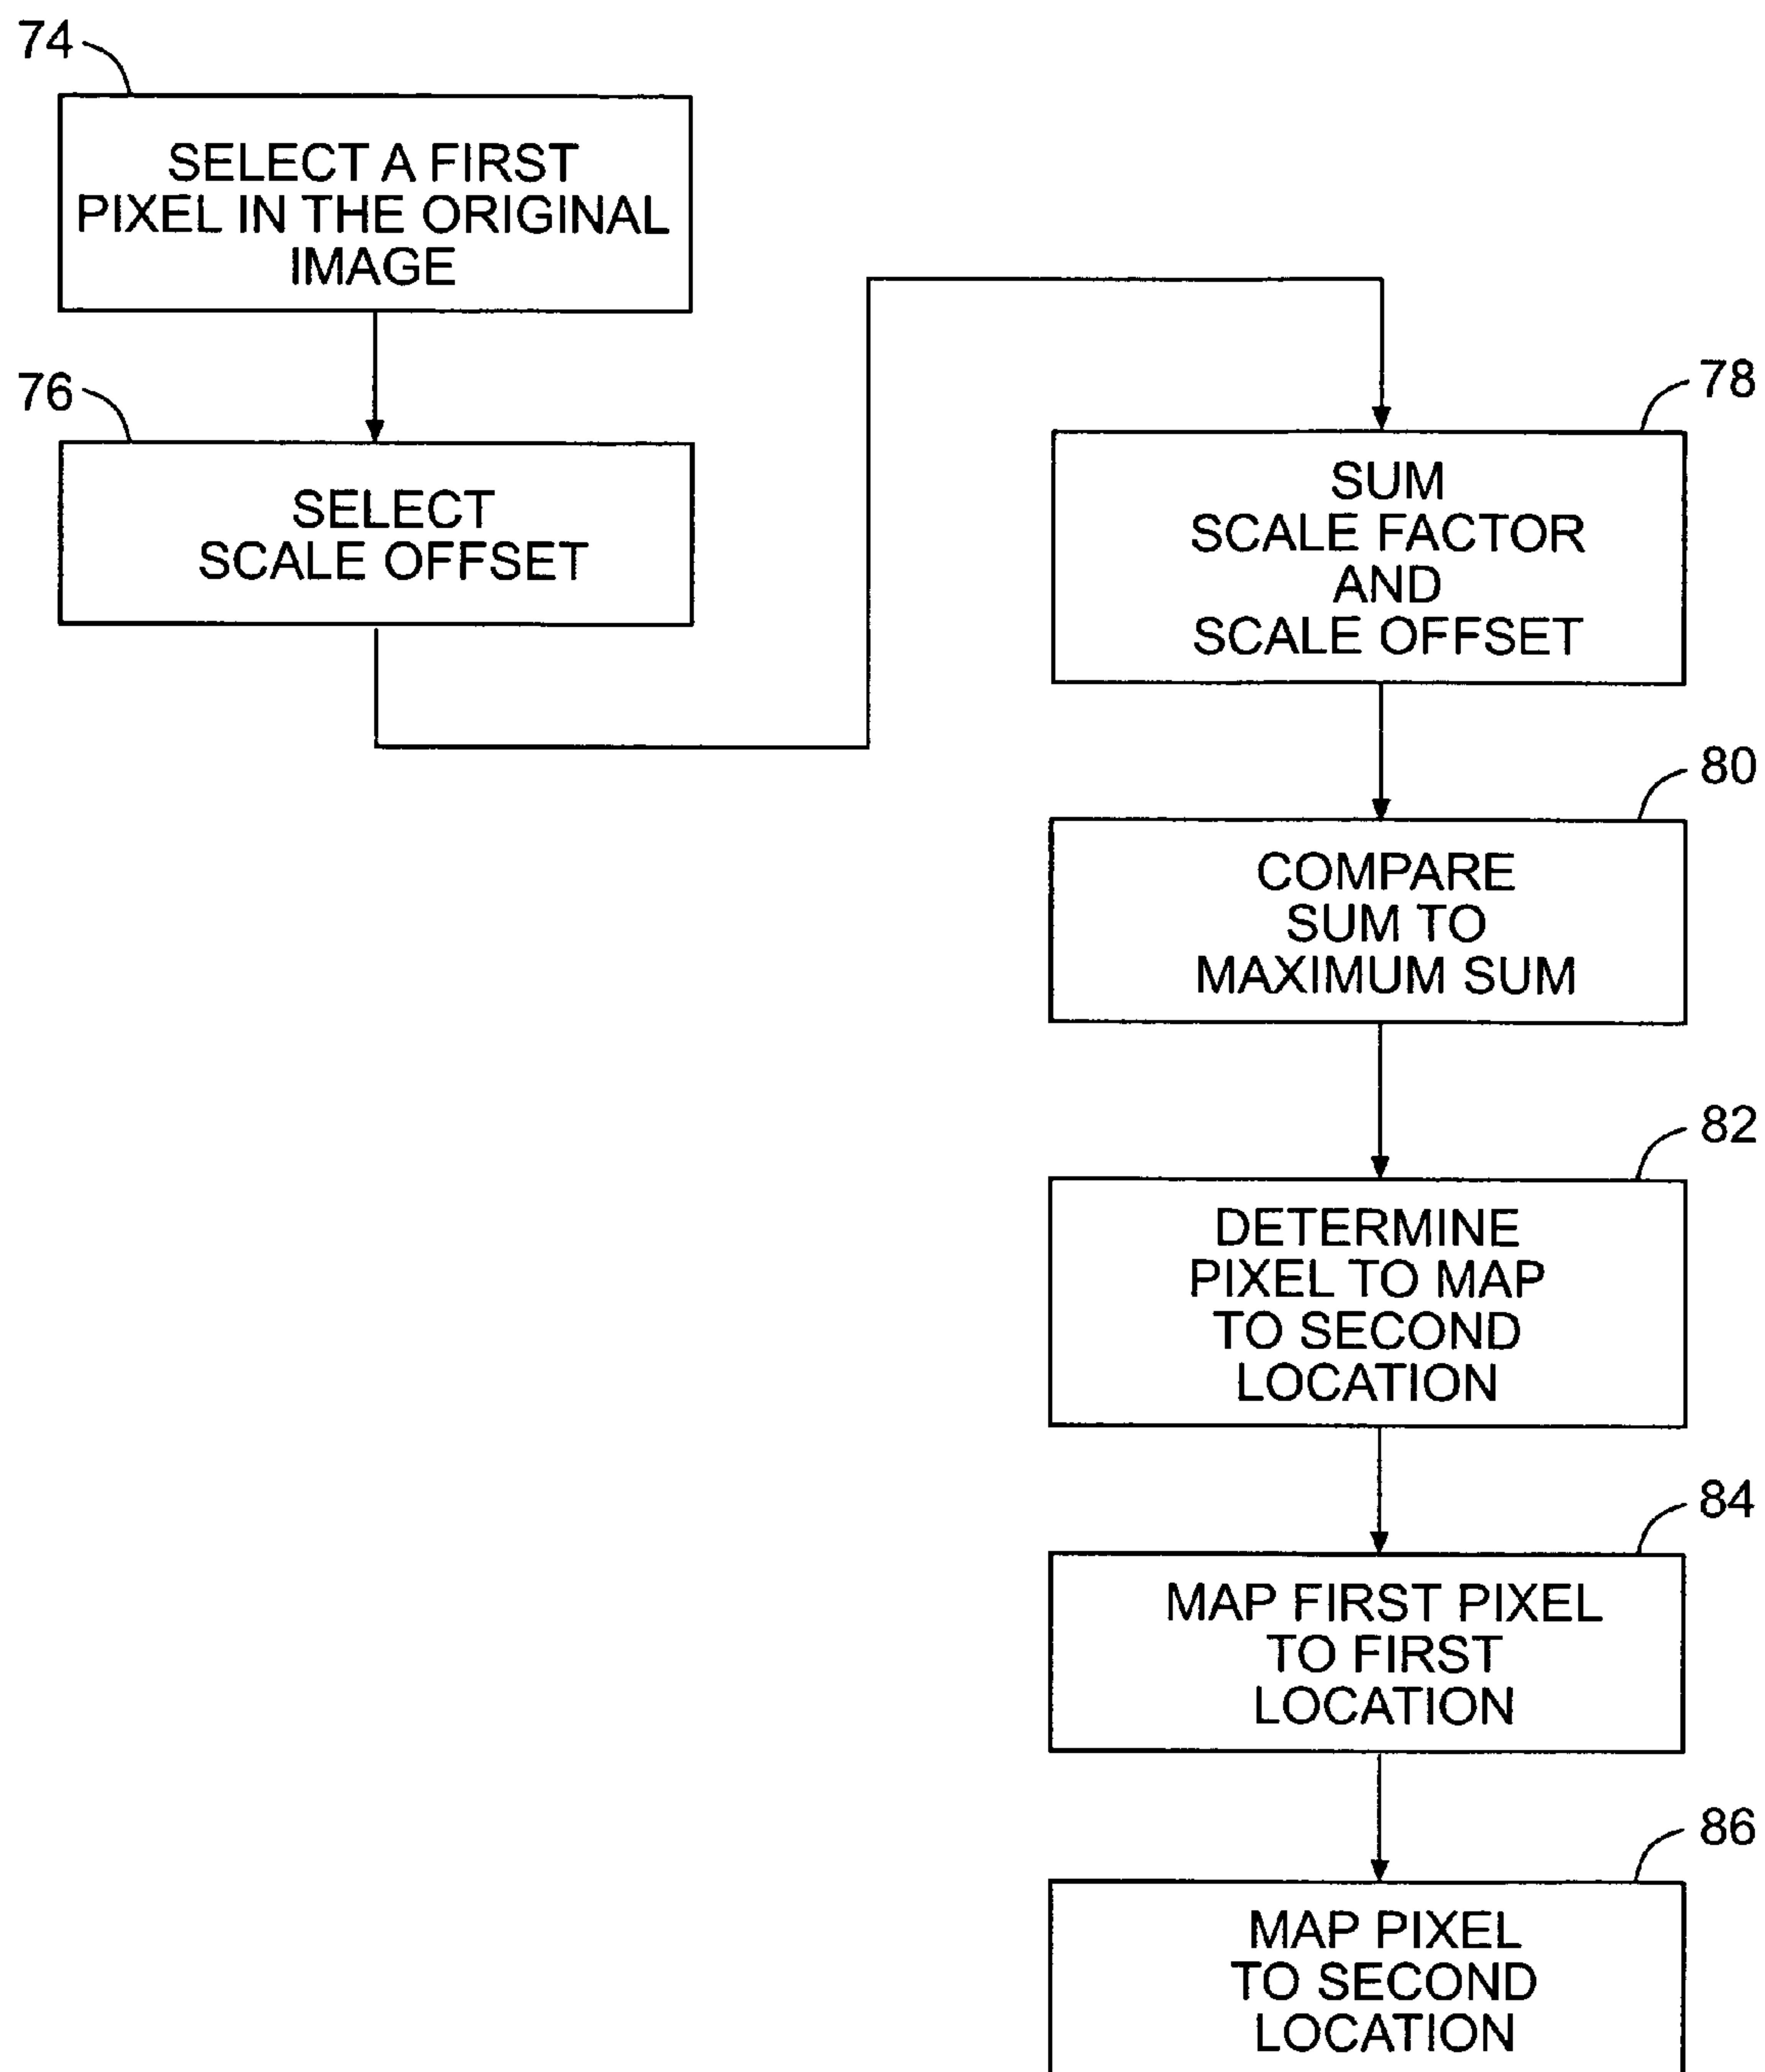 74
SELECT A FIRST
PIXEL IN THE ORIGINAL
IMAGE
76
SELECT
SCALE OFFSET
78
SUM
SCALE FACTOR
AND
SCALE OFFSET
80
COMPARE
SUM TO
MAXIMUM SUM
82
DETERMINE
PIXEL TO MAP
TO SECOND
LOCATION
84
MAP FIRST PIXEL
TO FIRST
LOCATION
86
MAP PIXEL
TO SECOND
LOCATION